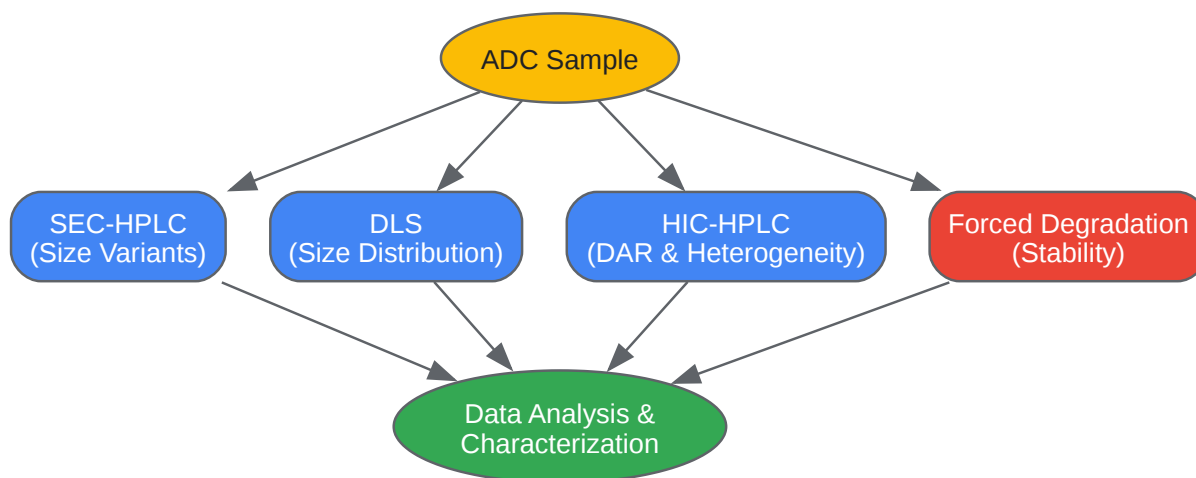 ADC Sample
SEC-HPLC
(Size Variants)
DLS
(Size Distribution)
HIC-HPLC
(DAR & Heterogeneity)
Forced Degradation
(Stability)
Data Analysis &
Characterization